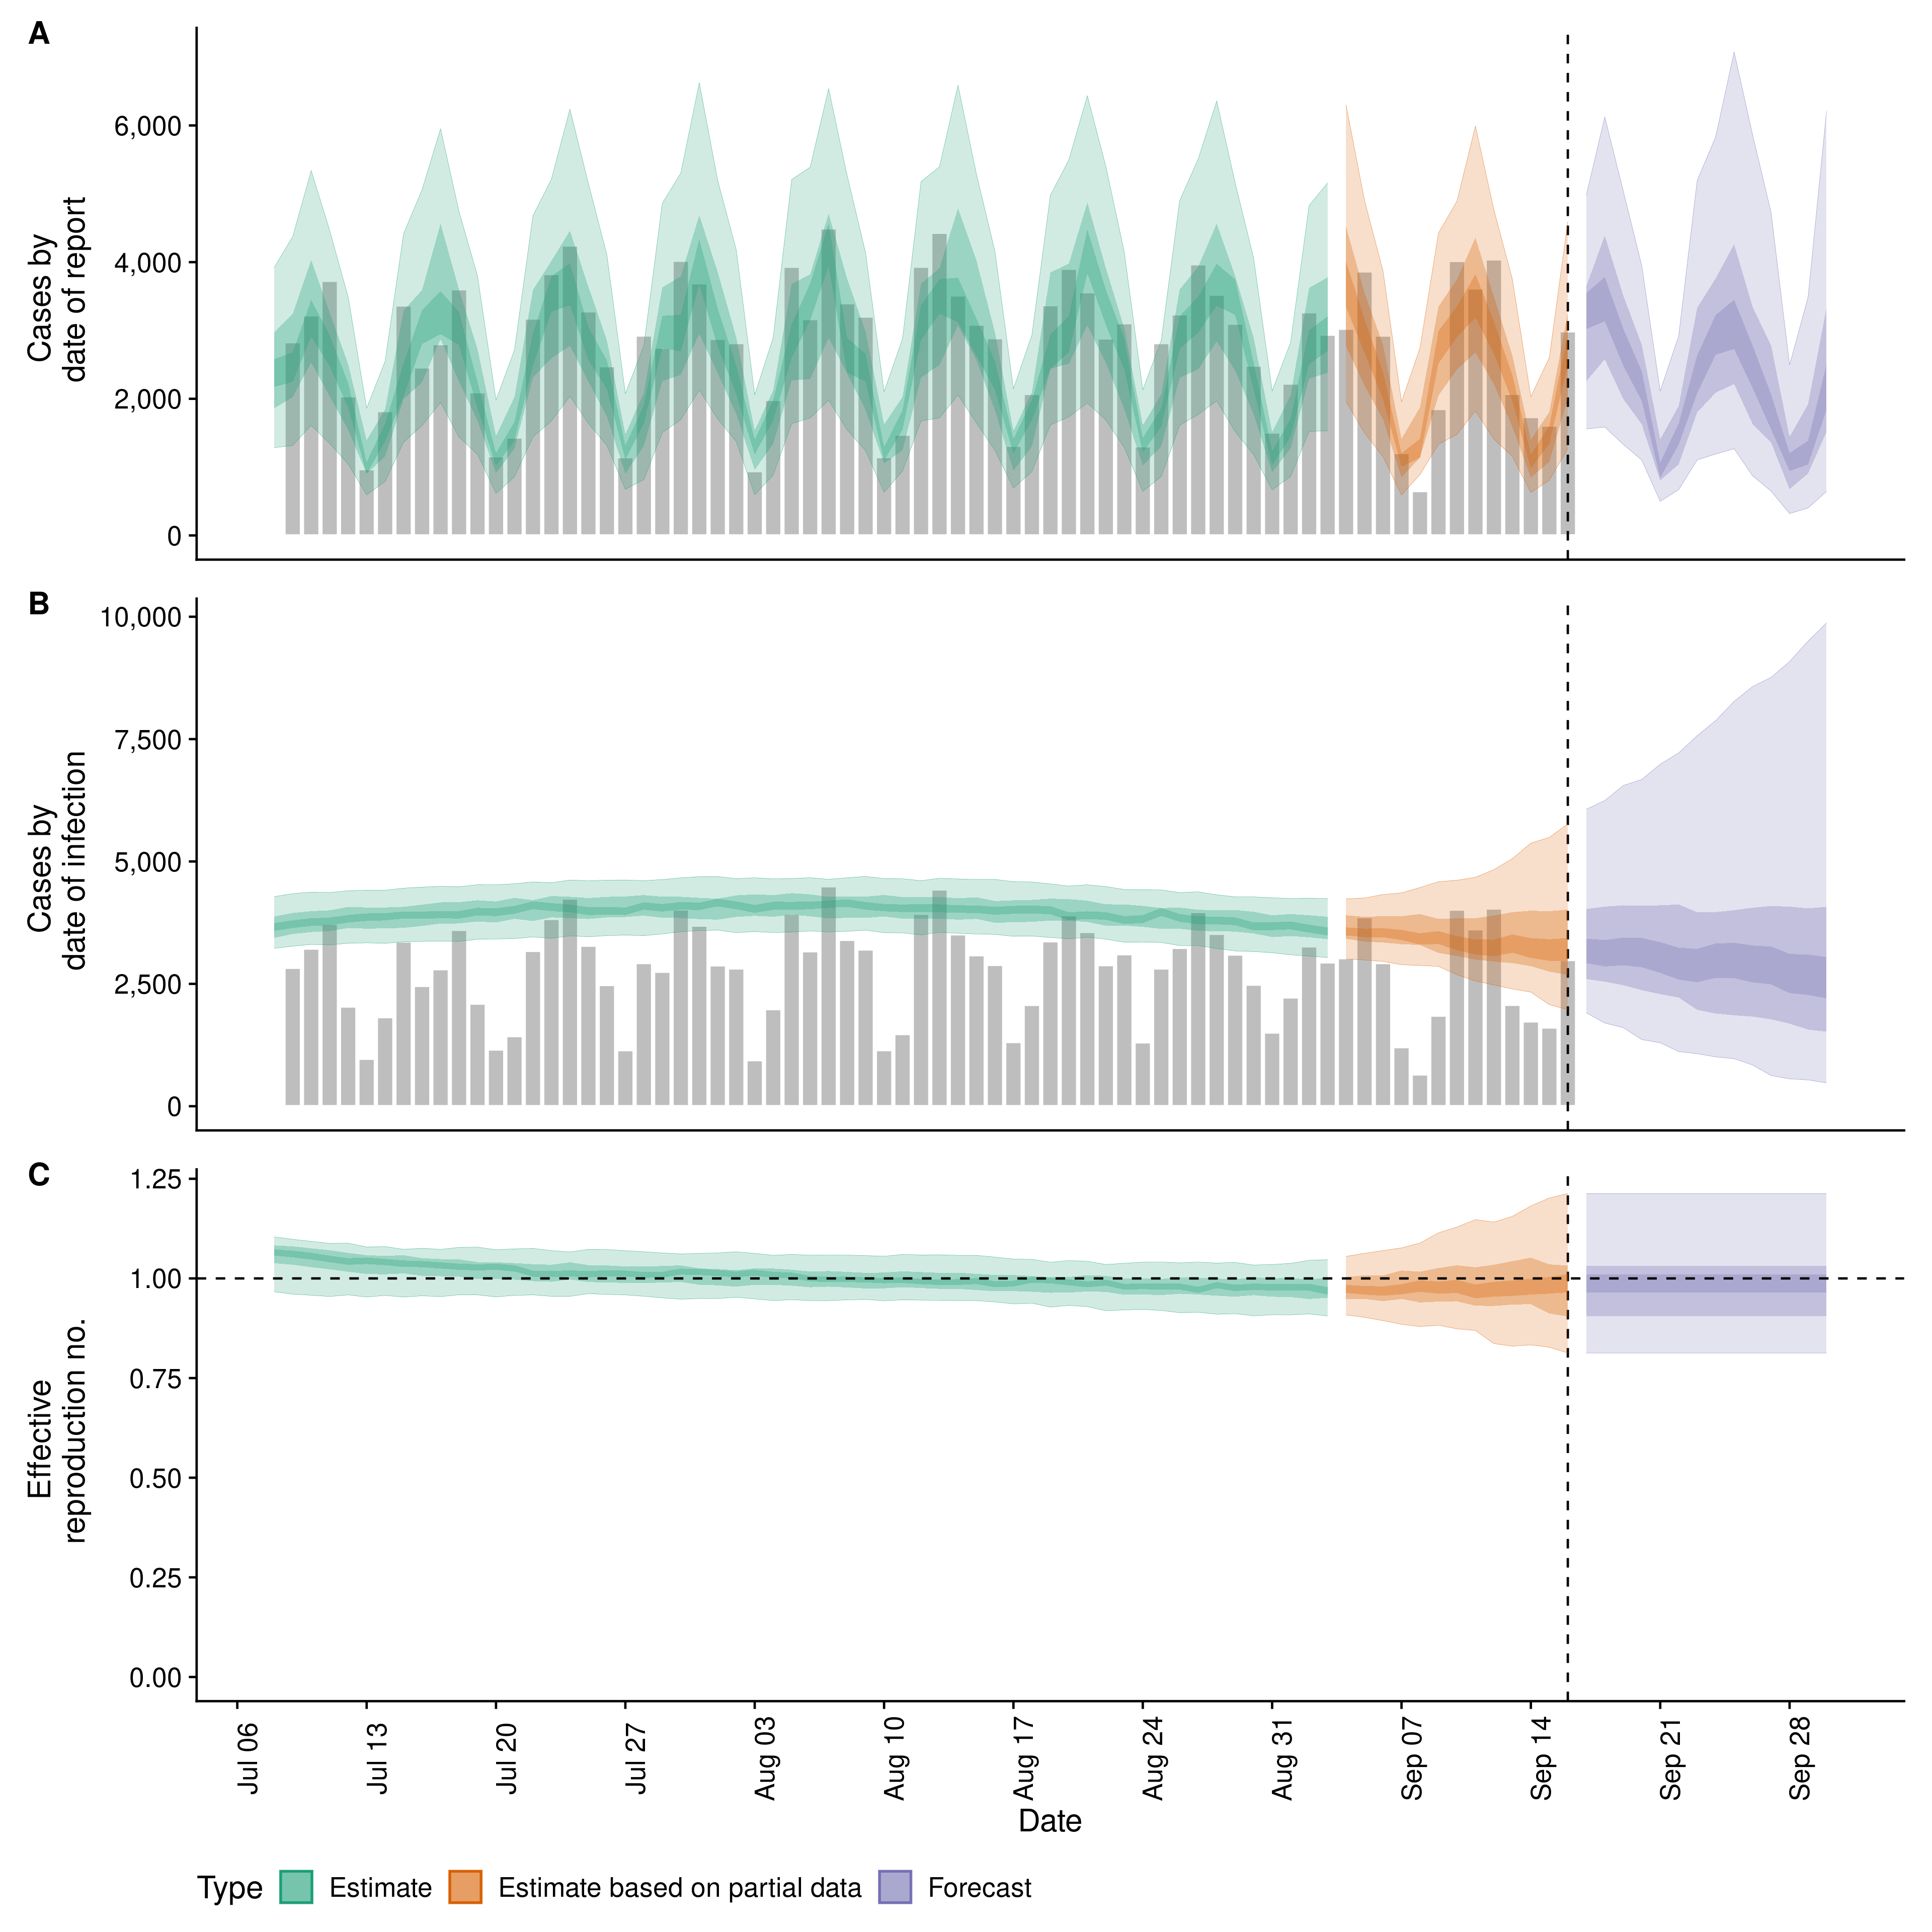 A
Cases by
date of report
6,000
4,000
2,000
0
B
Cases by
date of infection
10,000
7,500
5,000
2,500
0
C
Effective
reproduction no.
1.25
1.00
0.75
0.50
0.25
0.00
Jul 06
Jul 13
Jul 20
Jul 27
Aug 03
Aug 10
Aug 17
Aug 24
Aug 31
Sep 07
Sep 14
Sep 21
Sep 28
Date
Type Estimate Estimate based on partial data Forecast